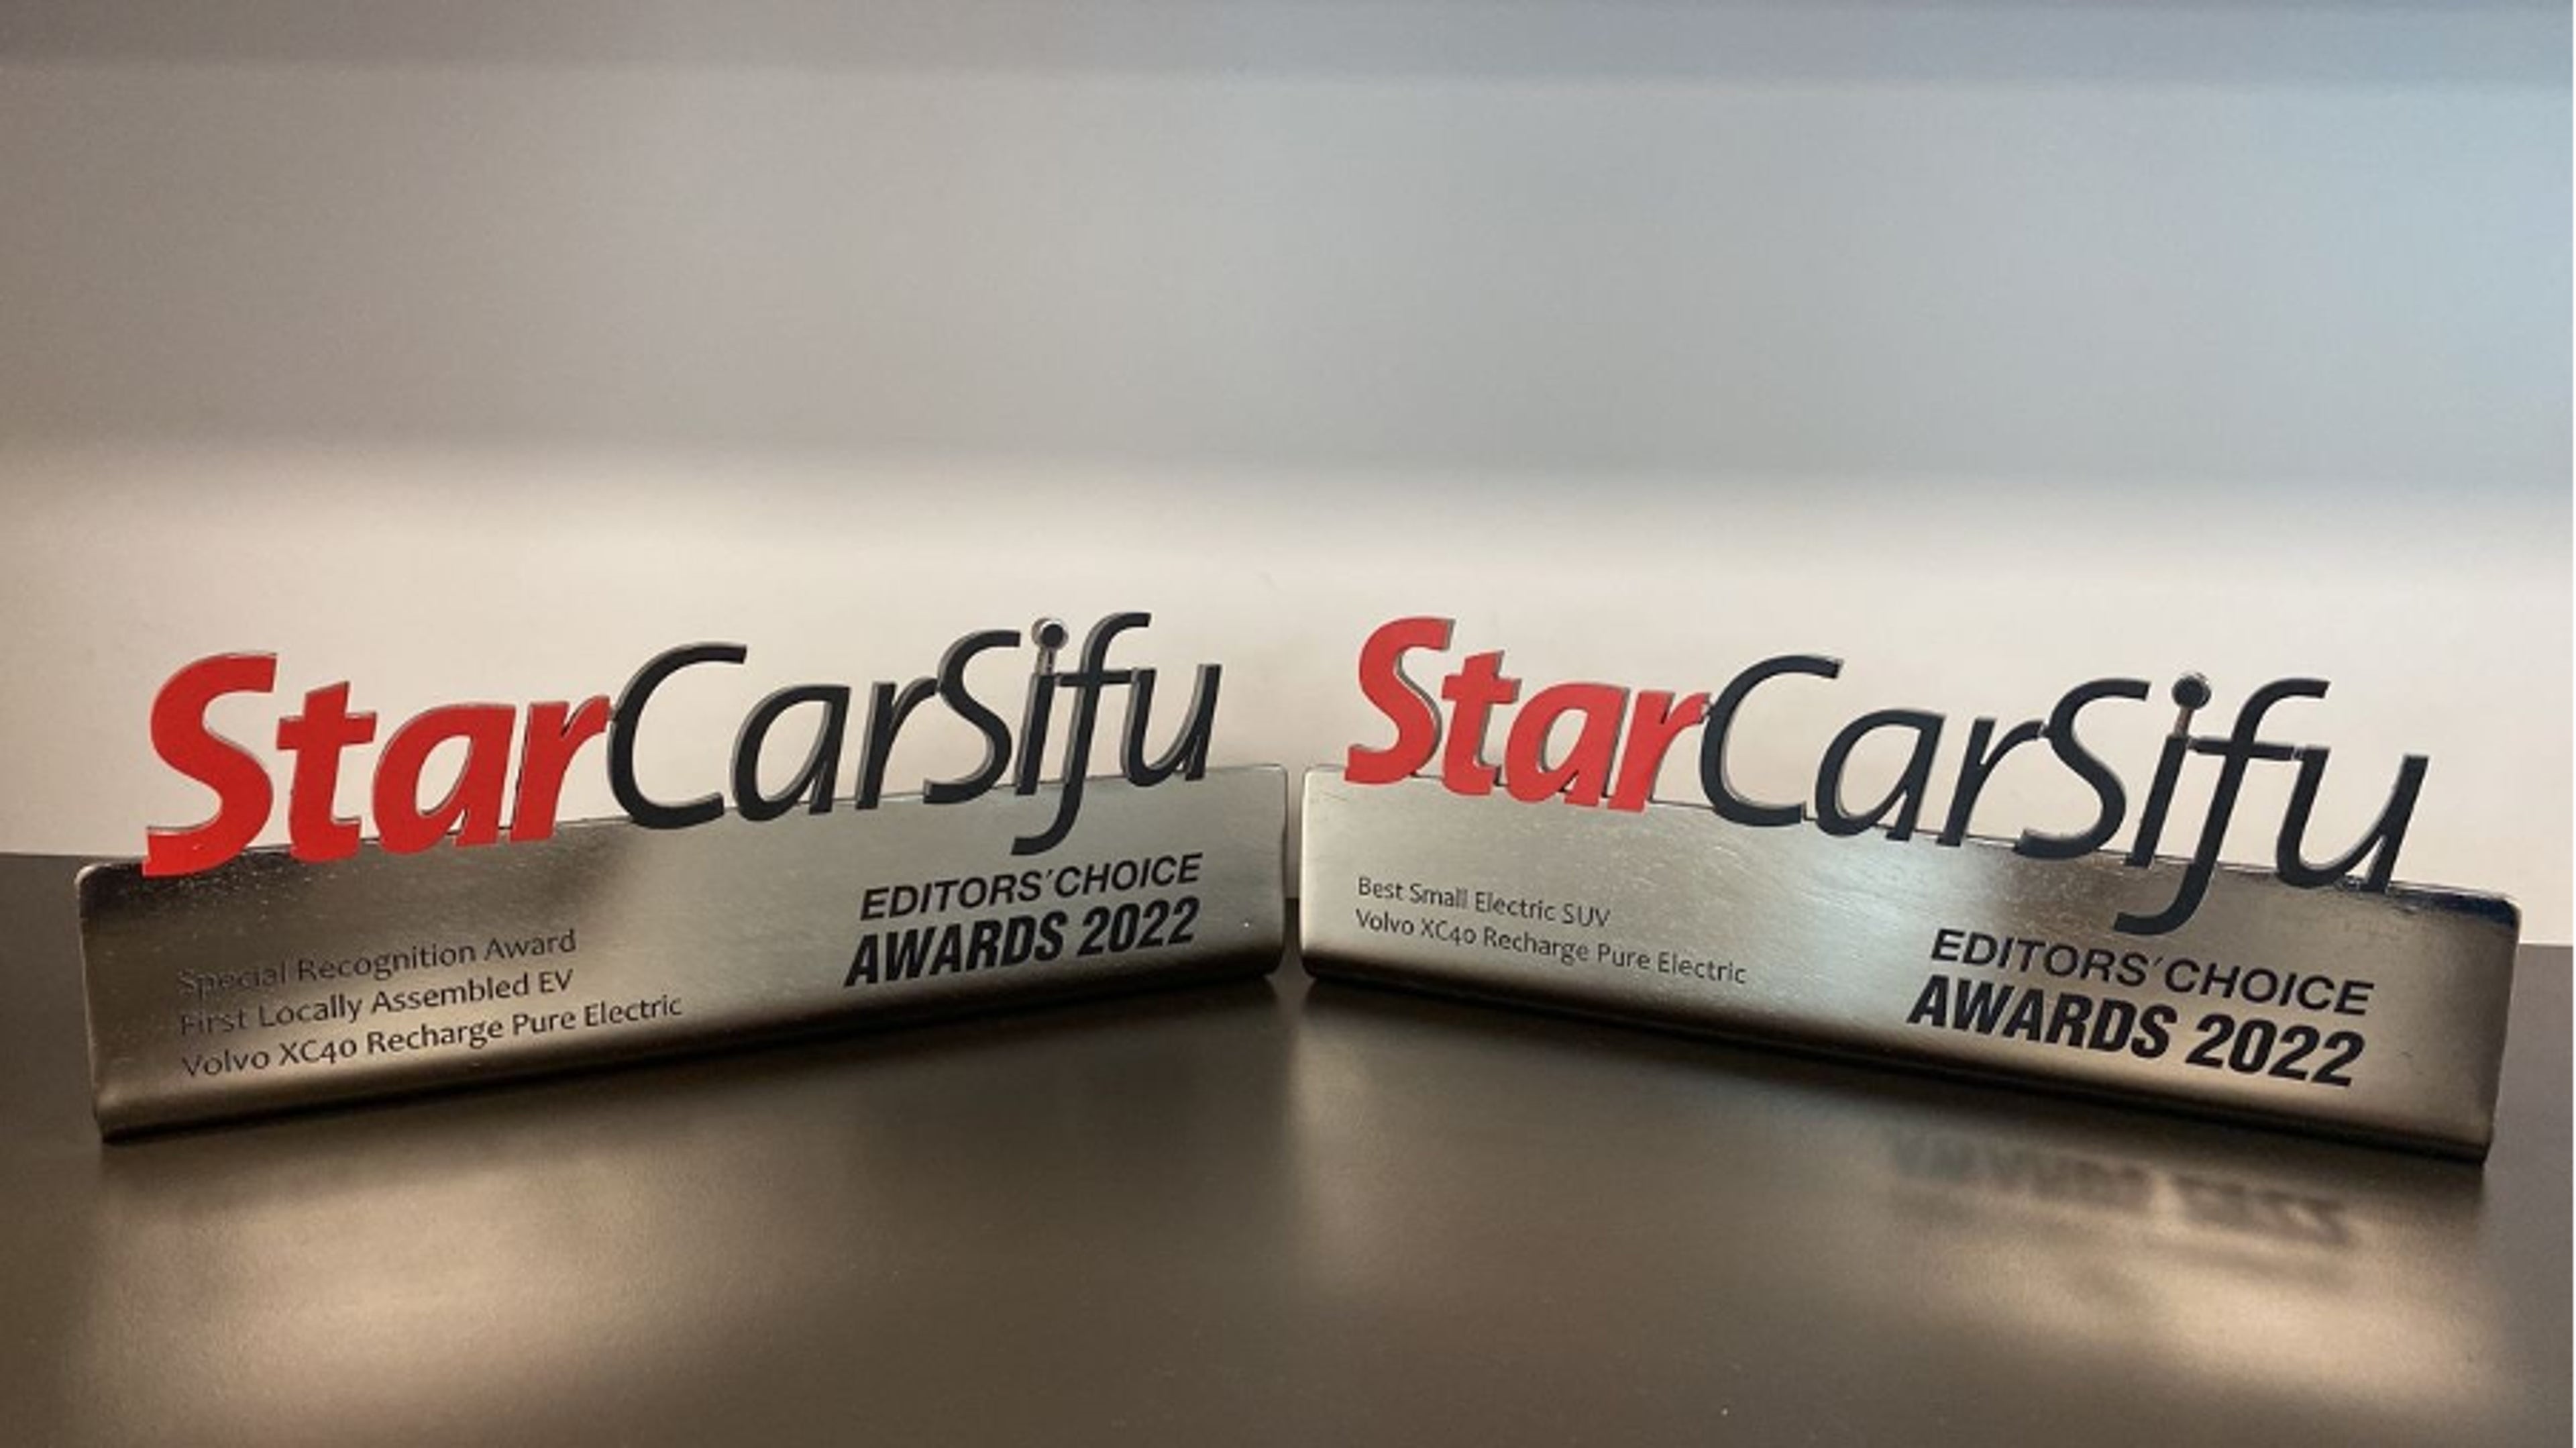 StarCarSifu
EDITORS' CHOICE
AWARDS 2022
Special Recognition Award
First Locally Assembled EV
Volvo XC40 Recharge Pure Electric
StarCarSifu
Best Small Electric SUV
Volvo XC40 Recharge Pure Electric
EDITORS' CHOICE
AWARDS 2022